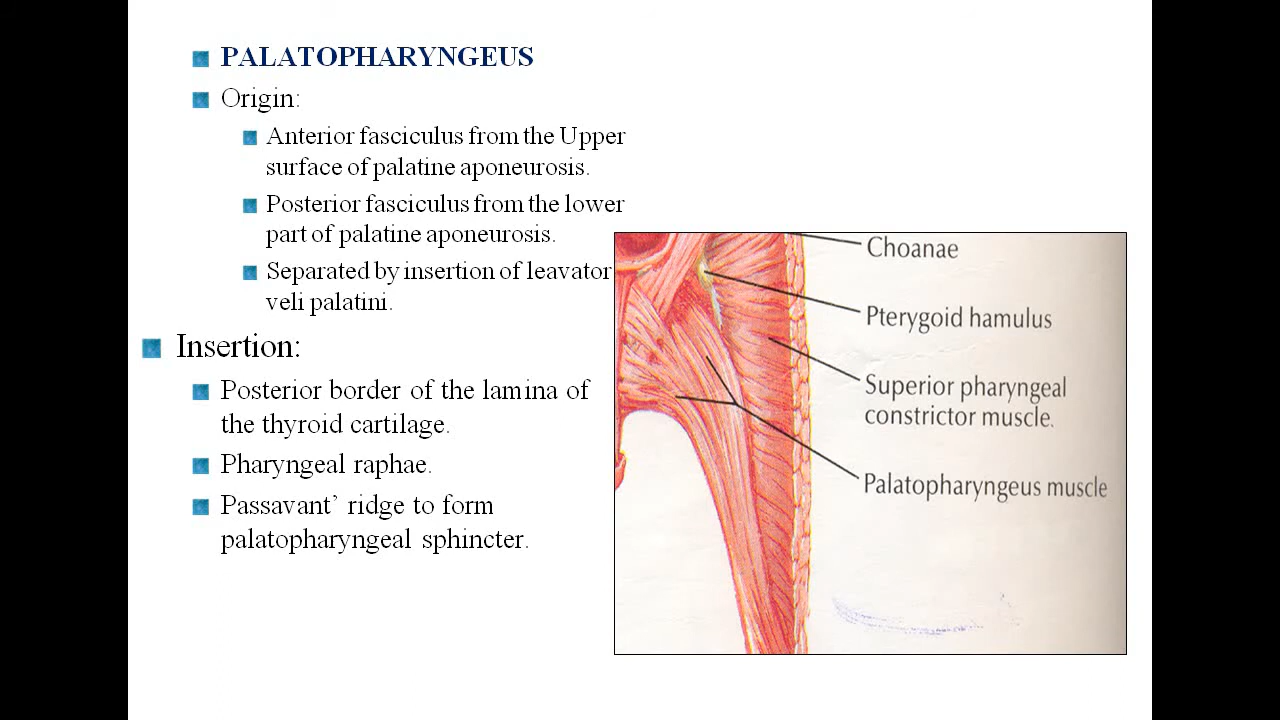 PALATOPHARYNGEUS
Origin:
Anterior fasciculus from the Upper
surface of palatine aponeurosis.
Posterior fasciculus from the lower
part of palatine aponeurosis.
Separated by insertion of leavator
veli palatini.
Insertion:
Posterior border of the lamina of
the thyroid cartilage.
Pharyngeal raphae.
Passavant’ ridge to form
palatopharyngeal sphincter.
Choanae
Pterygoid hamulus
Superior pharyngeal
constrictor muscle.
Palatopharyngeus muscle